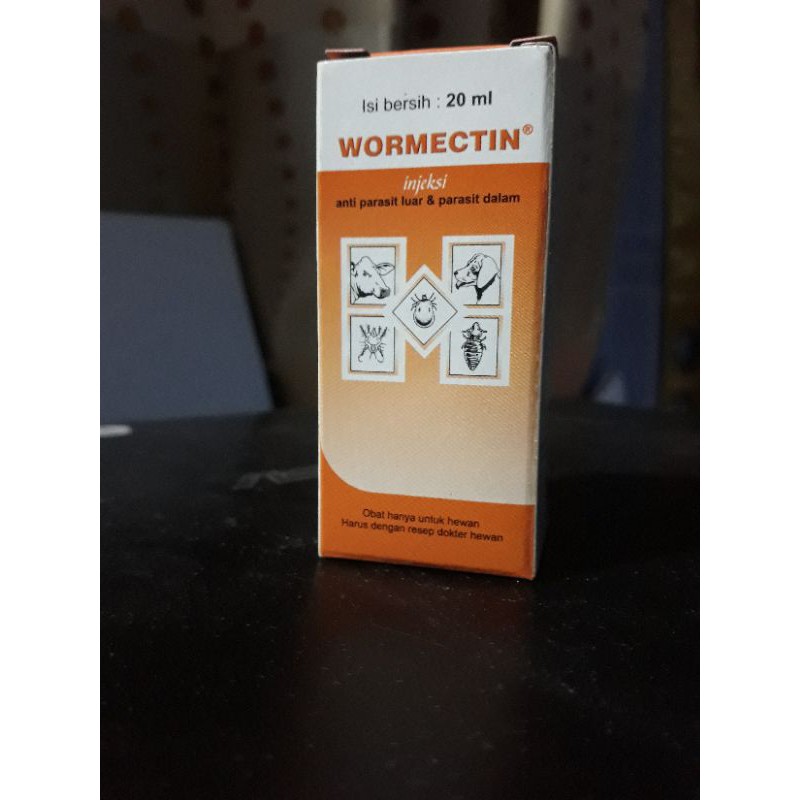 Isi bersih : 20 ml
WORMECTIN®
injeksi
anti parasit luar & parasit dalam
Obat hanya untuk hewan
Harus dengan resep dokter hewan